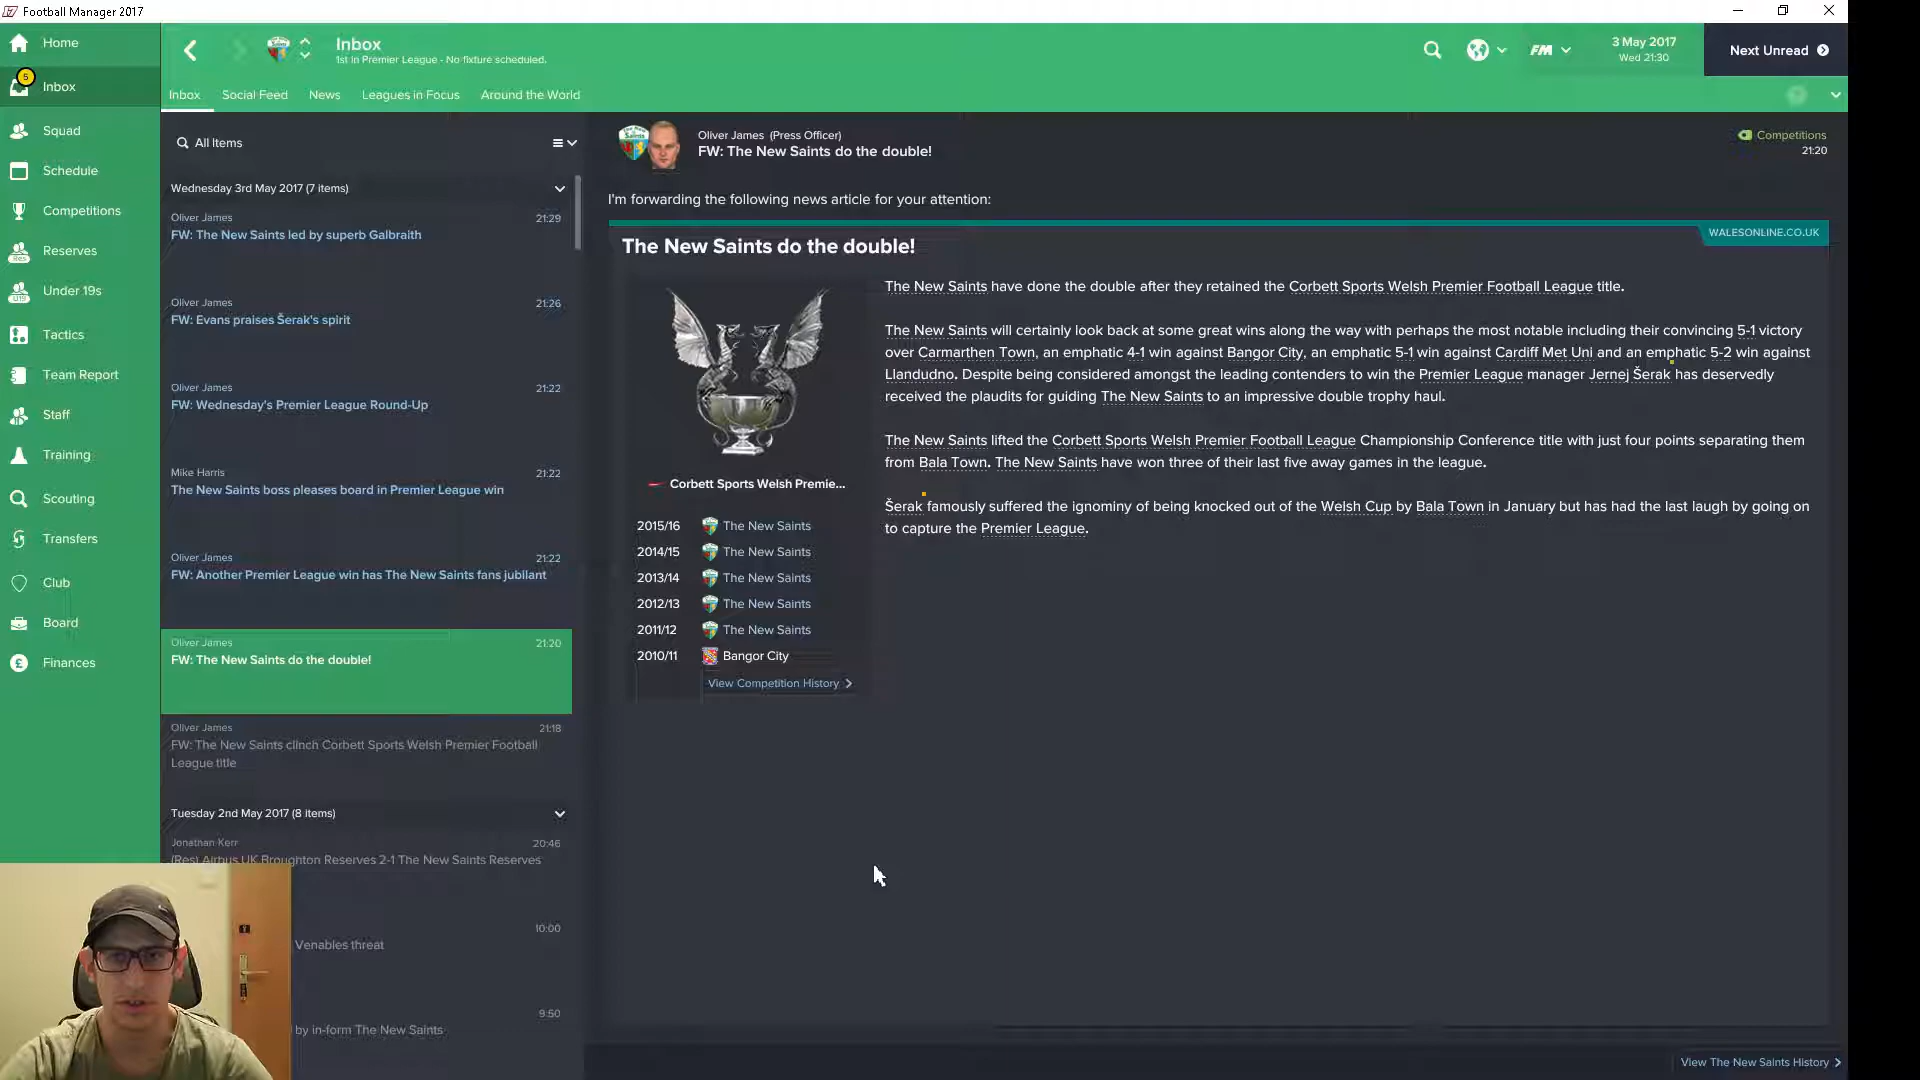 Football Manager 2017
Home
5
Inbox
Squad
Schedule
Competitions
Reserves
Under 19s
Tactics
Team Report
Staff
Training
Scouting
Transfers
Club
Board
Finances
Inbox
1st in Premier League - No fixture scheduled.
FM
3 May 2017
Wed 21:30
Next Unread
Inbox
Social Feed
News
Leagues in Focus
Around the World
All Items
Wednesday 3rd May 2017 (7 items)
Oliver James 21:29
FW: The New Saints led by superb Galbraith
Oliver James 21:26
FW: Evans praises Šerak's spirit
Oliver James 21:22
FW: Wednesday's Premier League Round-Up
Mike Harris 21:22
The New Saints boss pleases board in Premier League win
Oliver James 21:22
FW: Another Premier League win has The New Saints fans jubilant
Oliver James 21:20
FW: The New Saints do the double!
Oliver James 21:18
FW: The New Saints clinch Corbett Sports Welsh Premier Football
League title
Tuesday 2nd May 2017 (8 items)
Jonathan Kerr 20:46
(Res) Airbus UK Broughton Reserves 2-1 The New Saints Reserves
10:00
Venables threat
9:50
by in-form The New Saints
Oliver James (Press Officer)
FW: The New Saints do the double!
Competitions
21:20
I'm forwarding the following news article for your attention:
WALESONLINE.CO.UK
The New Saints do the double!
Corbett Sports Welsh Premie...
2015/16 The New Saints
2014/15 The New Saints
2013/14 The New Saints
2012/13 The New Saints
2011/12 The New Saints
2010/11 Bangor City
View Competition History
The New Saints have done the double after they retained the Corbett Sports Welsh Premier Football League title.
The New Saints will certainly look back at some great wins along the way with perhaps the most notable including their convincing 5-1 victory
over Carmarthen Town, an emphatic 4-1 win against Bangor City, an emphatic 5-1 win against Cardiff Met Uni and an emphatic 5-2 win against
Llandudno. Despite being considered amongst the leading contenders to win the Premier League manager Jernej Šerak has deservedly
received the plaudits for guiding The New Saints to an impressive double trophy haul.
The New Saints lifted the Corbett Sports Welsh Premier Football League Championship Conference title with just four points separating them
from Bala Town. The New Saints have won three of their last five away games in the league.
Šerak famously suffered the ignominy of being knocked out of the Welsh Cup by Bala Town in January but has had the last laugh by going on
to capture the Premier League.
View The New Saints History